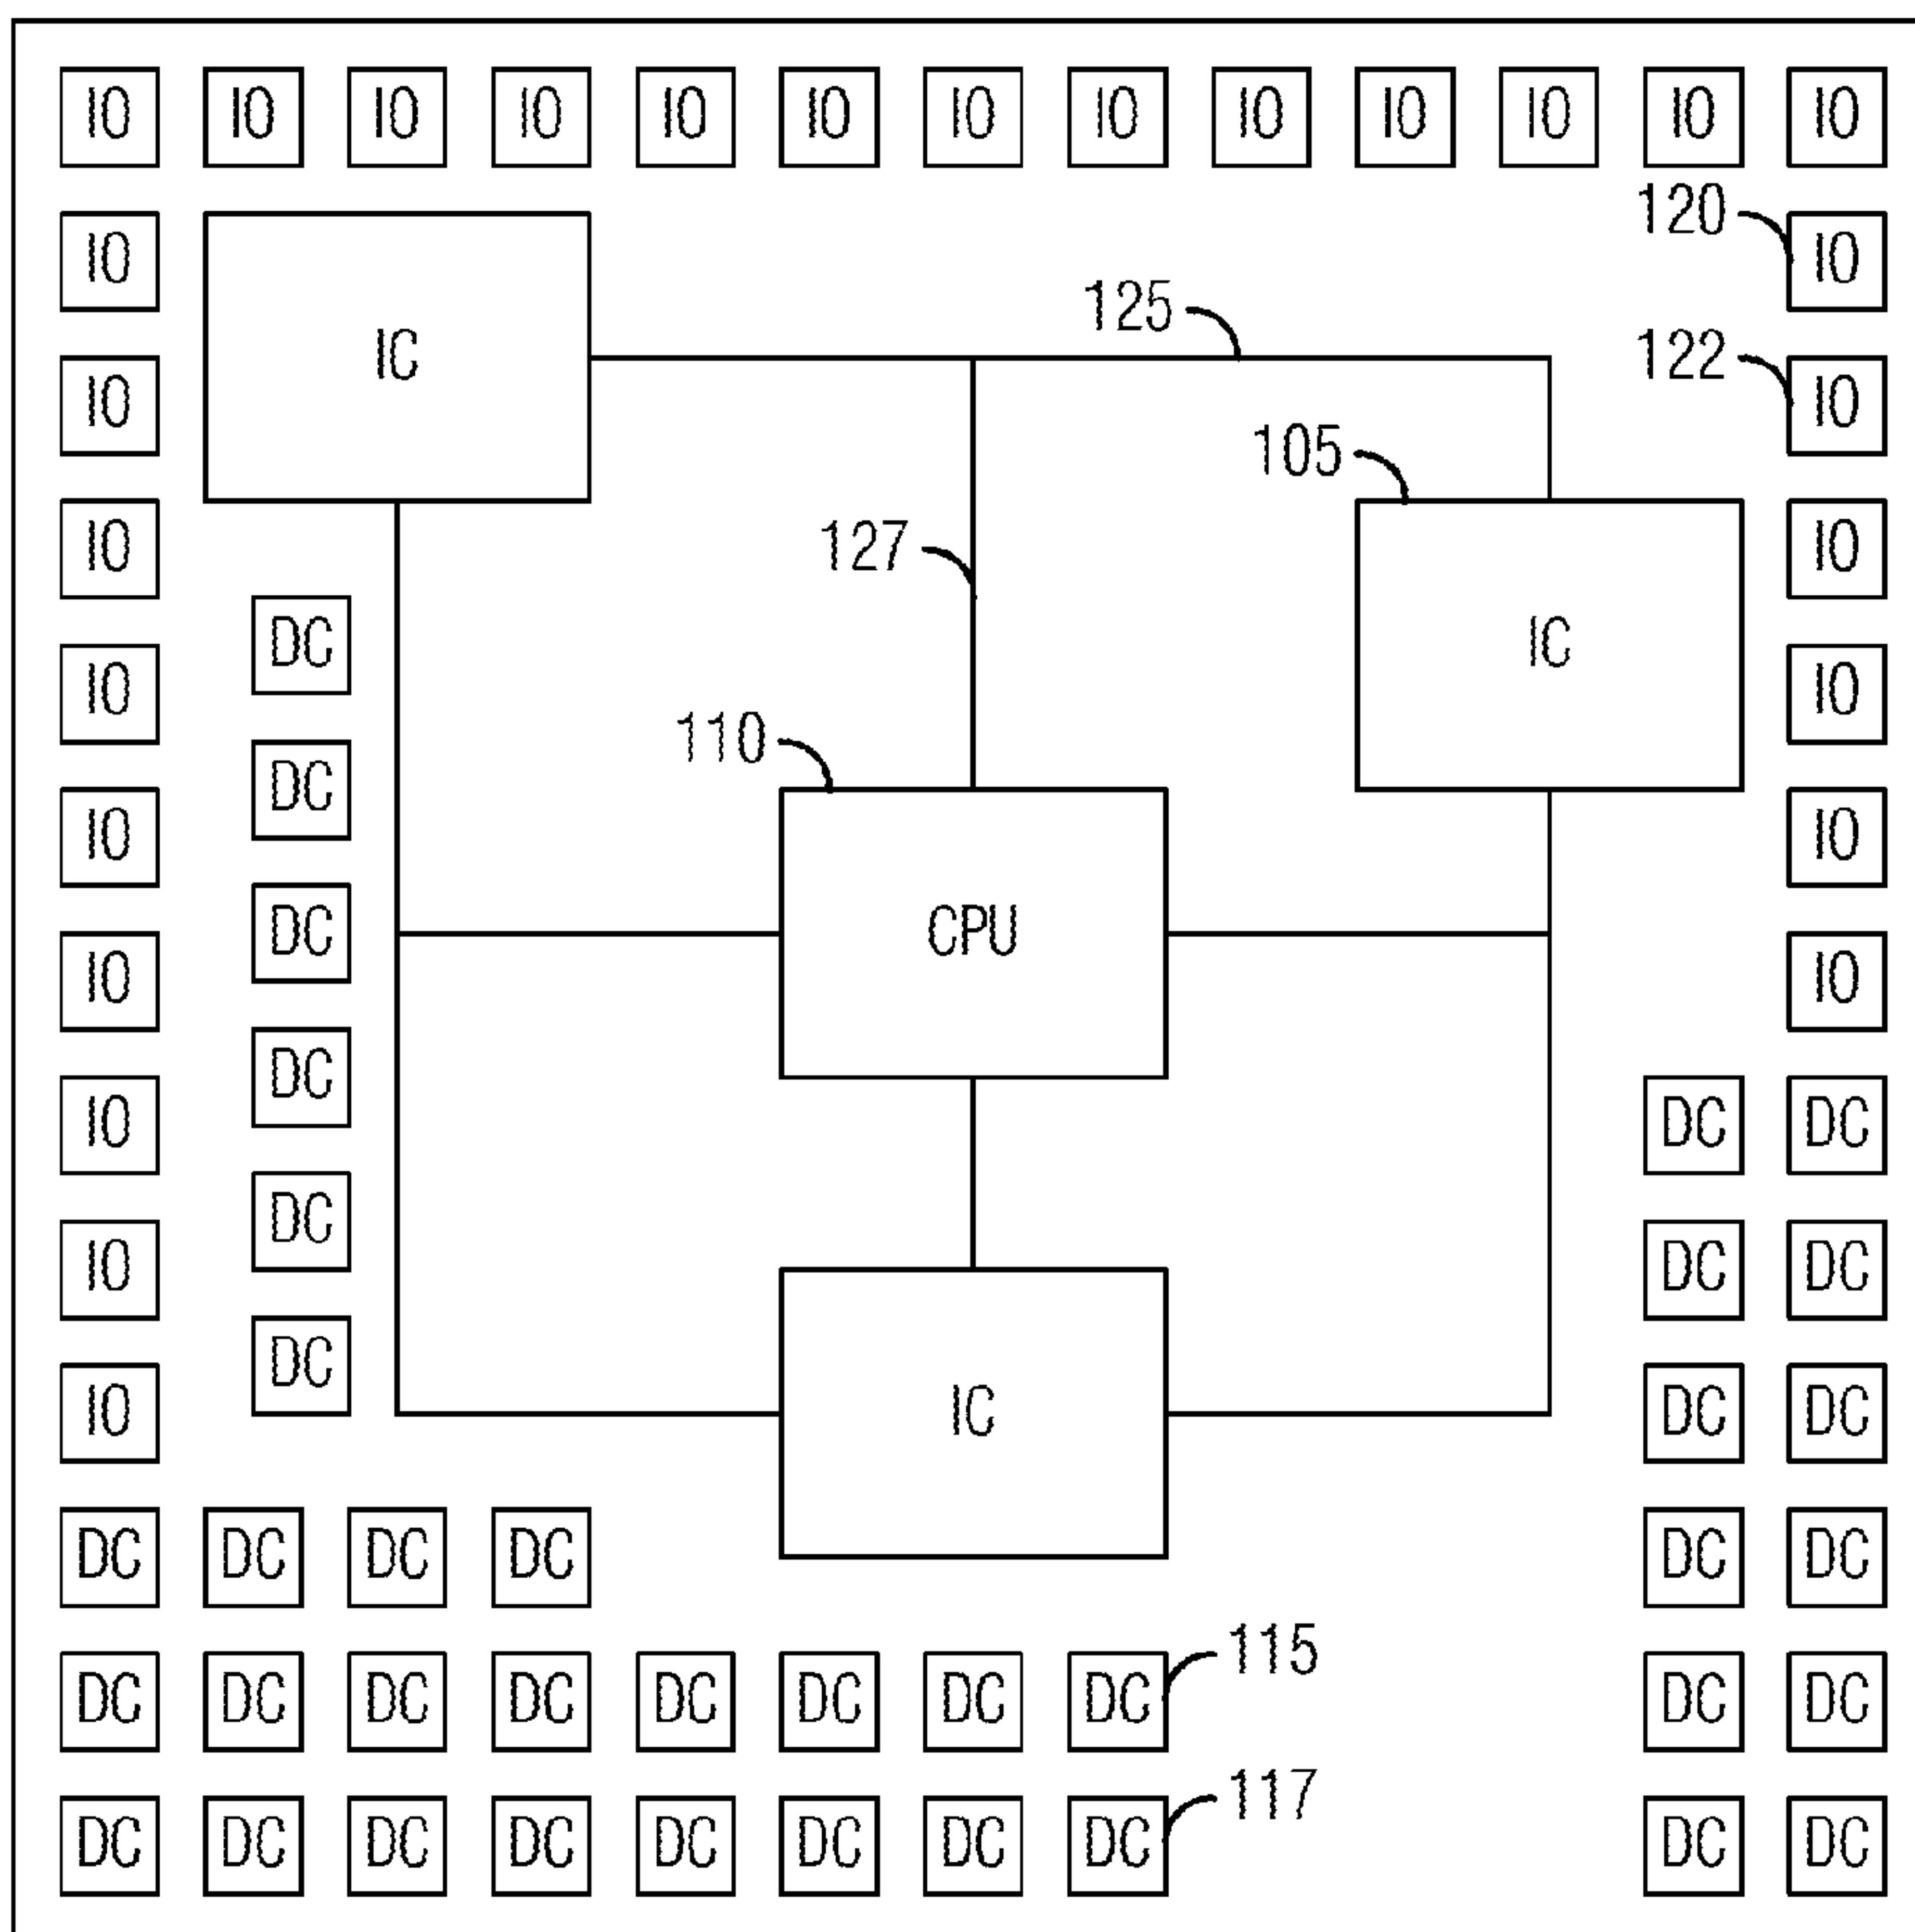 IO IO IO IO IO IO IO IO IO IO IO IO IO
120
IO IO
125
IC
122
IO IO
105
127
IO IO
DC
IC
IO IO
110
DC
IO IO
DC CPU
IO IO
DC
IO DC DC
DC
IO DC DC
DC
IO IC DC DC
DC DC DC DC DC DC
115
DC DC DC DC DC DC DC DC DC DC
117
DC DC DC DC DC DC DC DC DC DC